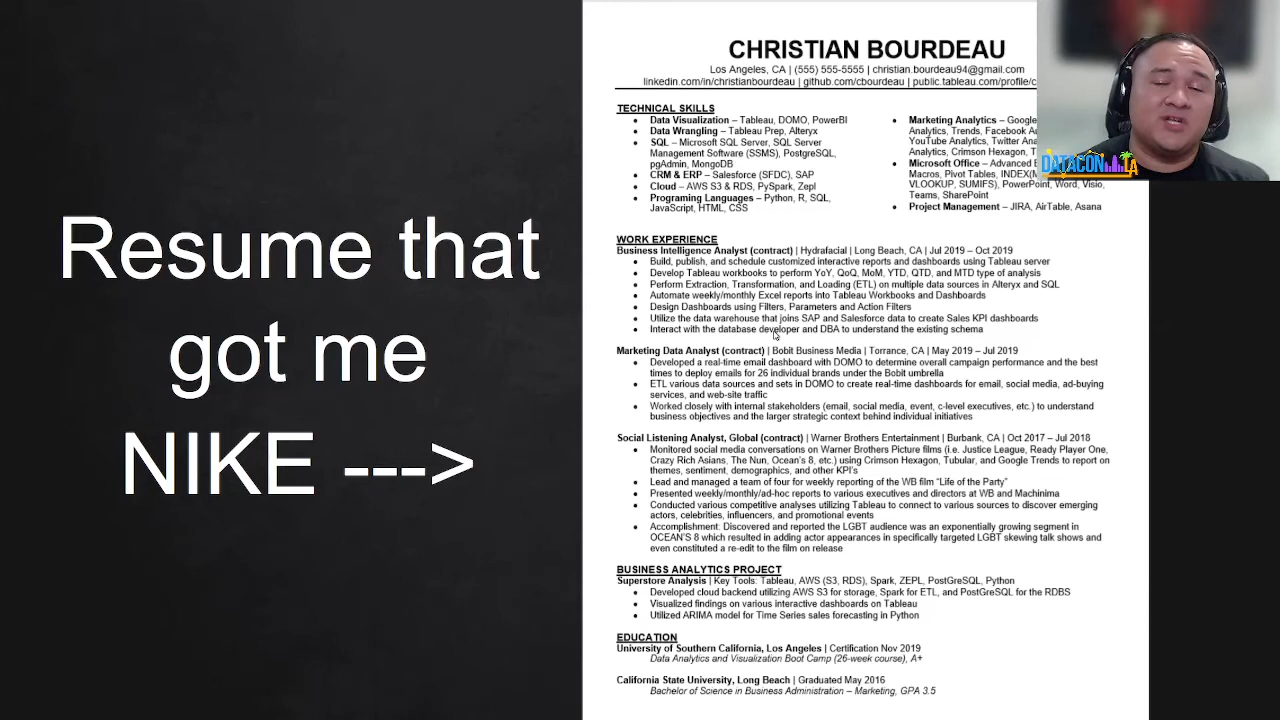 Resume that
got me
NIKE --->
CHRISTIAN BOURDEAU
Los Angeles, CA | (555) 555-5555 | christian.bourdeau94@gmail.com
linkedin.com/in/christianbourdeau | github.com/cbourdeau | public.tableau.com/profile/c
TECHNICAL SKILLS
• Data Visualization – Tableau, DOMO, PowerBI
• Data Wrangling – Tableau Prep, Alteryx
• SQL – Microsoft SQL Server, SQL Server
Management Software (SSMS), PostgreSQL,
pgAdmin, MongoDB
• CRM & ERP – Salesforce (SFDC), SAP
• Cloud – AWS S3 & RDS, PySpark, Zepl
• Programing Languages – Python, R, SQL,
JavaScript, HTML, CSS
• Marketing Analytics – Google
Analytics, Trends, Facebook
YouTube Analytics, Twitter
Analytics, Crimson Hexagon,
• Microsoft Office – Advanced
Macros, Pivot Tables,
VLOOKUP, SUMIFS), PowerPoint, Word, Visio,
Teams, SharePoint
• Project Management – JIRA, AirTable, Asana
DATACON LA
WORK EXPERIENCE
Business Intelligence Analyst (contract) | Hydrafacial | Long Beach, CA | Jul 2019 – Oct 2019
• Build, publish, and schedule customized interactive reports and dashboards using Tableau server
• Develop Tableau workbooks to perform YoY, QoQ, MoM, YTD, QTD, and MTD type of analysis
• Perform Extraction, Transformation, and Loading (ETL) on multiple data sources in Alteryx and SQL
• Automate weekly/monthly Excel reports into Tableau Workbooks and Dashboards
• Design Dashboards using Filters, Parameters and Action Filters
• Utilize the data warehouse that joins SAP and Salesforce data to create Sales KPI dashboards
• Interact with the database developer and DBA to understand the existing schema
Marketing Data Analyst (contract) | Bobit Business Media | Torrance, CA | May 2019 – Jul 2019
• Developed a real-time email dashboard with DOMO to determine overall campaign performance and the best
times to deploy emails for 26 individual brands under the Bobit umbrella
• ETL various data sources and sets in DOMO to create real-time dashboards for email, social media, ad-buying
services, and web-site traffic
• Worked closely with internal stakeholders (email, social media, event, c-level executives, etc.) to understand
business objectives and the larger strategic context behind individual initiatives
Social Listening Analyst, Global (contract) | Warner Brothers Entertainment | Burbank, CA | Oct 2017 – Jul 2018
• Monitored social media conversations on Warner Brothers Picture films (i.e. Justice League, Ready Player One,
Crazy Rich Asians, The Nun, Ocean's 8, etc.) using Crimson Hexagon, Tubular, and Google Trends to report on
themes, sentiment, demographics, and other KPI's
• Lead and managed a team of four for weekly reporting of the WB film “Life of the Party”
• Presented weekly/monthly/ad-hoc reports to various executives and directors at WB and Machinima
• Conducted various competitive analyses utilizing Tableau to connect to various sources to discover emerging
actors, celebrities, influencers, and promotional events
• Accomplishment: Discovered and reported the LGBT audience was an exponentially growing segment in
OCEAN'S 8 which resulted in adding actor appearances in specifically targeted LGBT skewing talk shows and
even constituted a re-edit to the film on release
BUSINESS ANALYTICS PROJECT
Superstore Analysis | Key Tools: Tableau, AWS (S3, RDS), Spark, ZEPL, PostgreSQL, Python
• Developed cloud backend utilizing AWS S3 for storage, Spark for ETL, and PostgreSQL for the RDBS
• Visualized findings on various interactive dashboards on Tableau
• Utilized ARIMA model for Time Series sales forecasting in Python
EDUCATION
University of Southern California, Los Angeles | Certification Nov 2019
Data Analytics and Visualization Boot Camp (26-week course), A+
California State University, Long Beach | Graduated May 2016
Bachelor of Science in Business Administration – Marketing, GPA 3.5